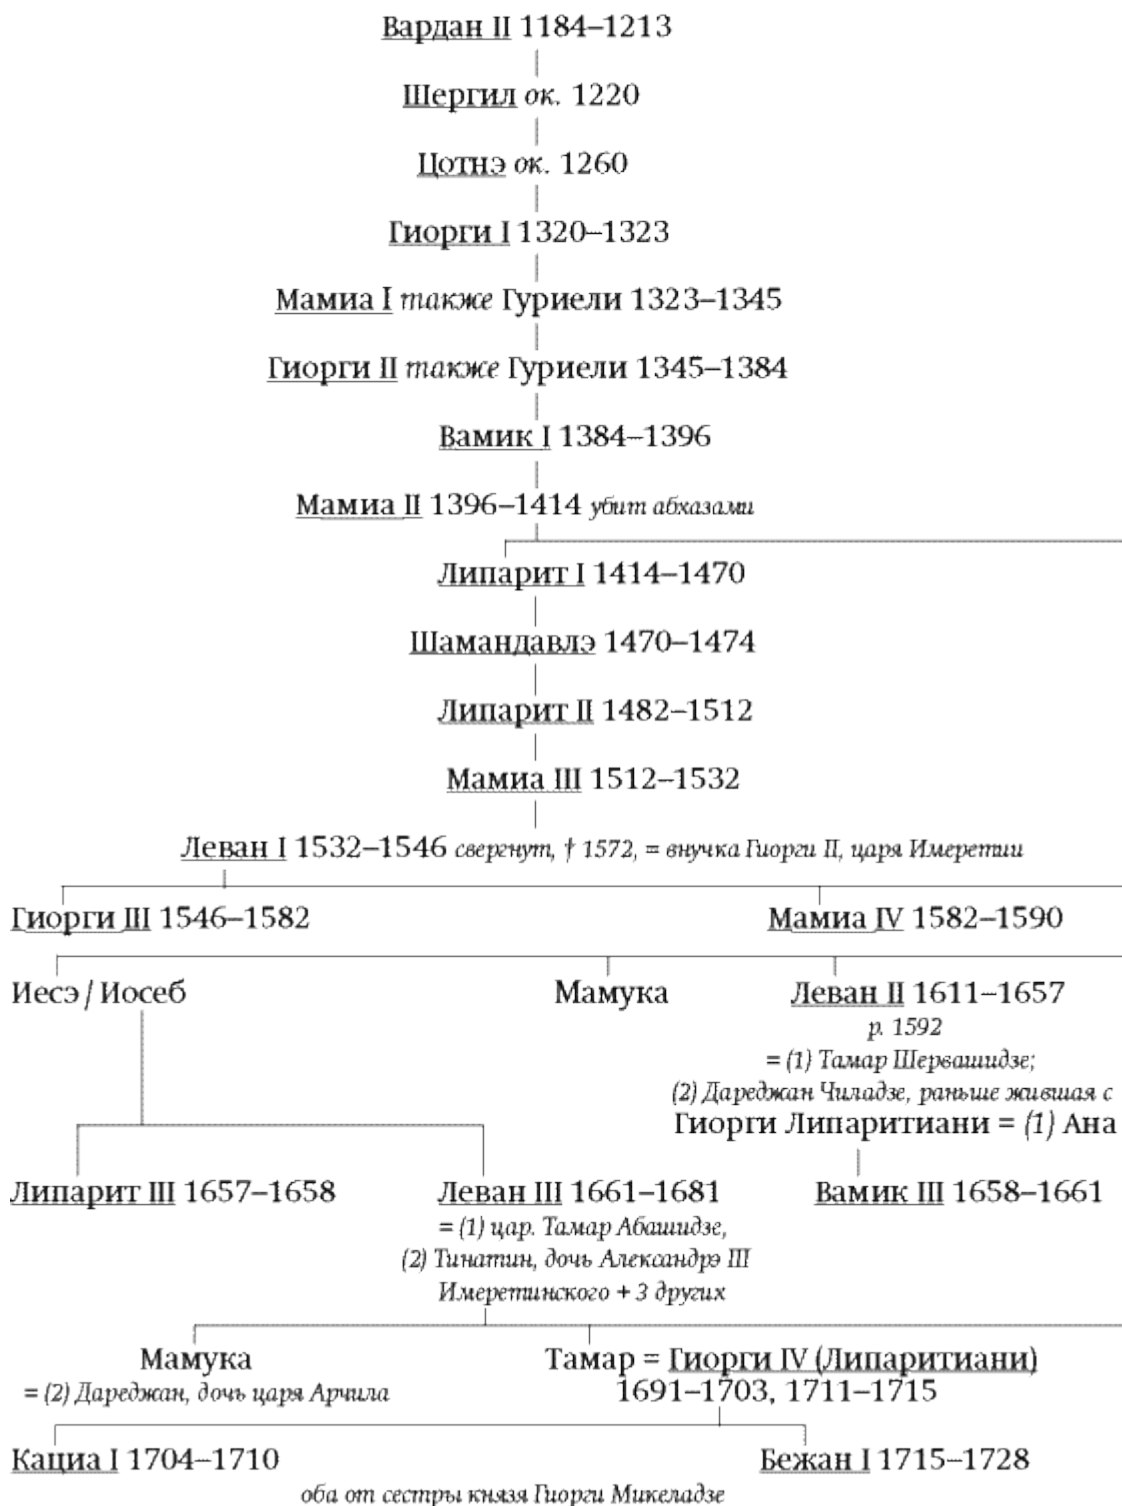 Вардан II 1184–1213
Шергил ок. 1220
Цотнэ ок. 1260
Гиорги I 1320–1323
Мамиа I также Гуриели 1323–1345
Гиорги II также Гуриели 1345–1384
Вамик I 1384–1396
Мамиа II 1396–1414 убит абхазами
Липарит I 1414–1470
Шамандавлэ 1470–1474
Липарит II 1482–1512
Мамиа III 1512–1532
Леван I 1532–1546 свергнут, † 1572, = внучка Гиорги II, царя Имеретии
Гиорги III 1546–1582 Мамиа IV 1582–1590
Иесэ / Иосеб Мамука Леван II 1611–1657
р. 1592
= (1) Тамар Шервашидзе;
(2) Дареджан Чиладзе, раньше жившая с
Гиорги Липаритиани = (1) Ана
Липарит III 1657–1658 Леван III 1661–1681 Вамик III 1658–1661
= (1) цар. Тамар Абашидзе,
(2) Тинатин, дочь Александрэ III
Имеретинского + 3 других
Мамука Тамар = Гиорги IV (Липаритиани)
= (2) Дареджан, дочь царя Арчила 1691–1703, 1711–1715
Кациа I 1704–1710 Бежан I 1715–1728
оба от сестры князя Гиорги Микеладзе